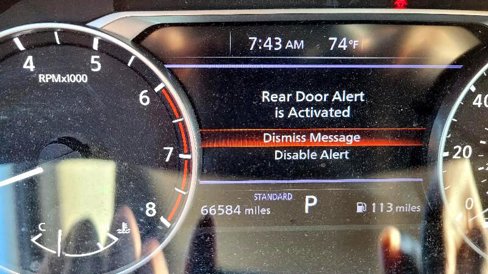 7:43 AM 74°F
4 5
RPMx1000
6
7
8
C H
Rear Door Alert
is Activated
Dismiss Message
Disable Alert
STANDARD
66584 miles P 113 miles
40
20
0